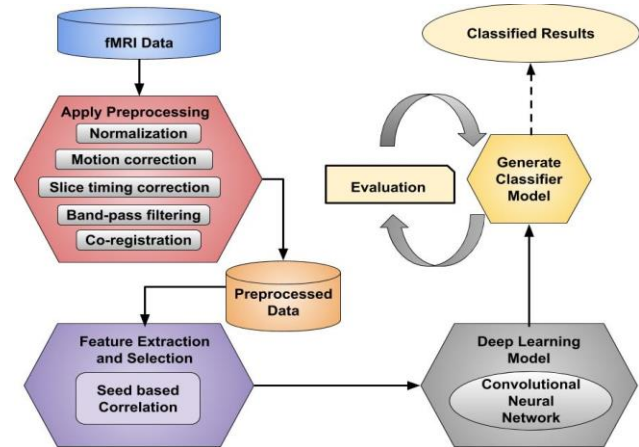 fMRI Data
Apply Preprocessing
Normalization
Motion correction
Slice timing correction
Band-pass filtering
Co-registration
Preprocessed
Data
Feature Extraction
and Selection
Seed based
Correlation
Deep Learning
Model
Convolutional
Neural
Network
Generate
Classifier
Model
Evaluation
Classified Results